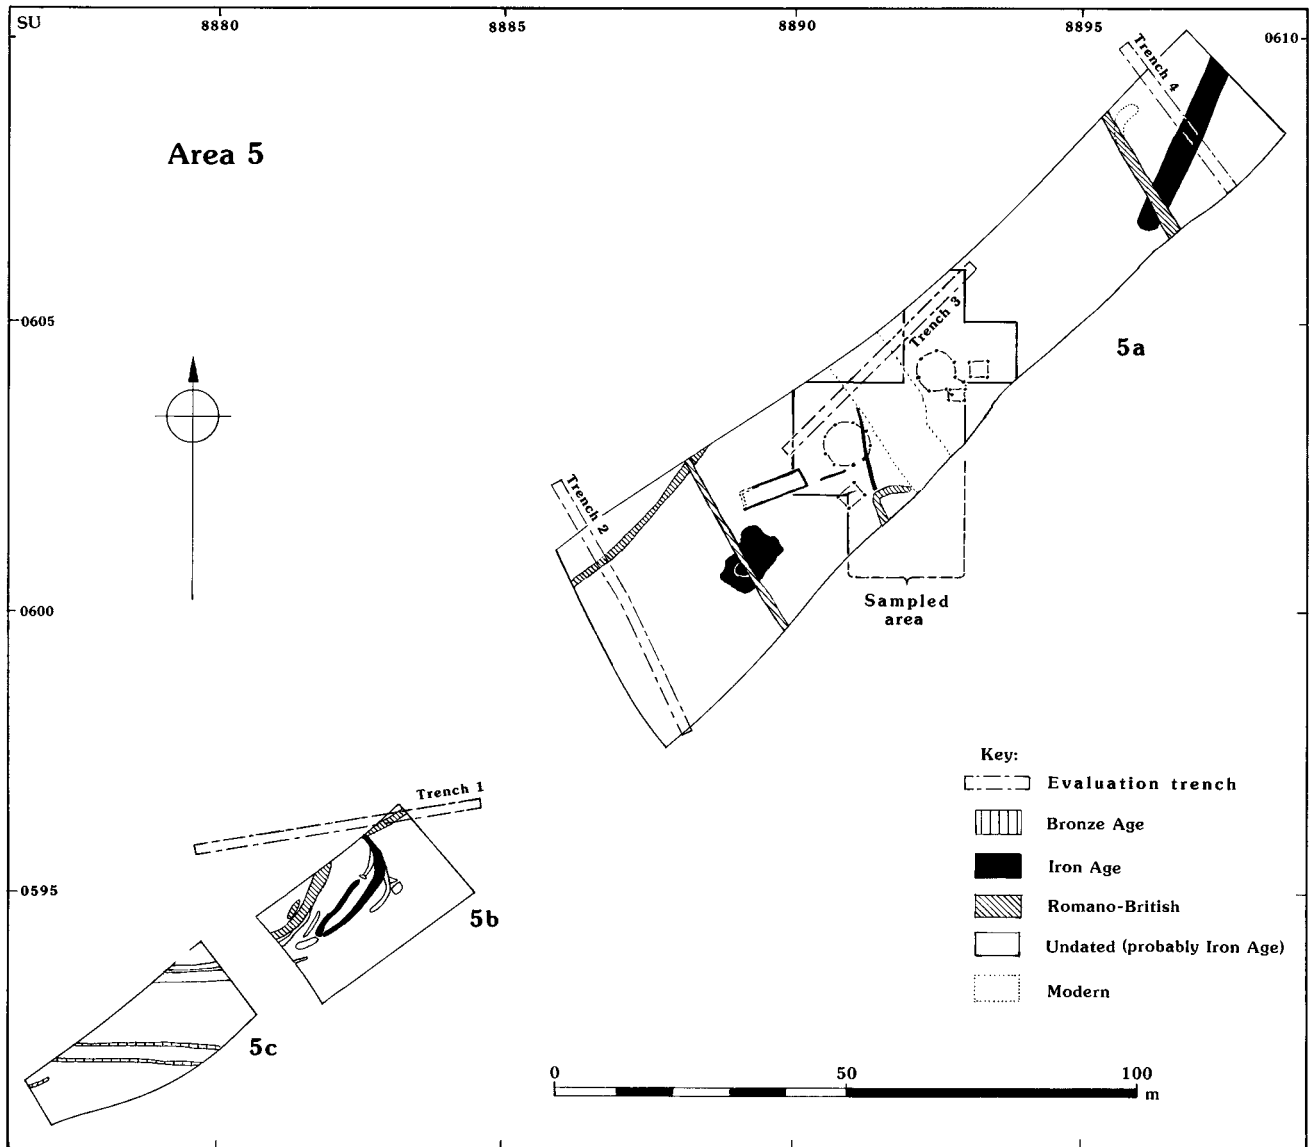 SU
8880
8885
8890
8895
0610
Trench 4
Area 5
0605
5a
Trench 3
Trench 2
0600
Sampled
area
Key:
Evaluation trench
Bronze Age
Iron Age
Romano-British
Undated (probably Iron Age)
Modern
Trench 1
0595
5b
5c
0
50
100
m